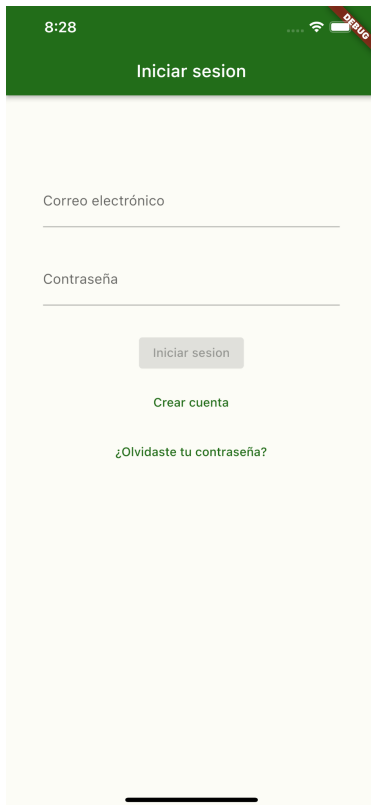 8:28
DEBUG
Iniciar sesion
Correo electrónico
Contraseña
Iniciar sesion
Crear cuenta
¿Olvidaste tu contraseña?